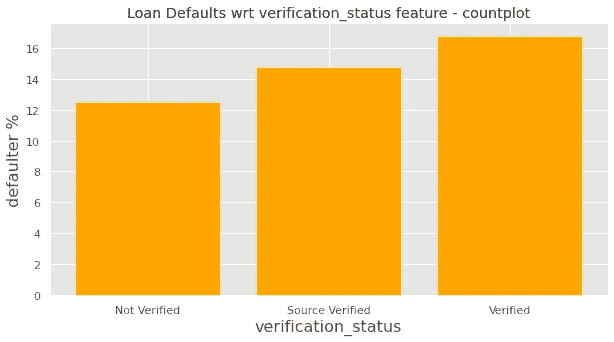 Loan Defaults wrt verification_status feature - countplot
defaulter %
16
14
12
10
8
6
4
2
0
Not Verified Source Verified Verified
verification_status